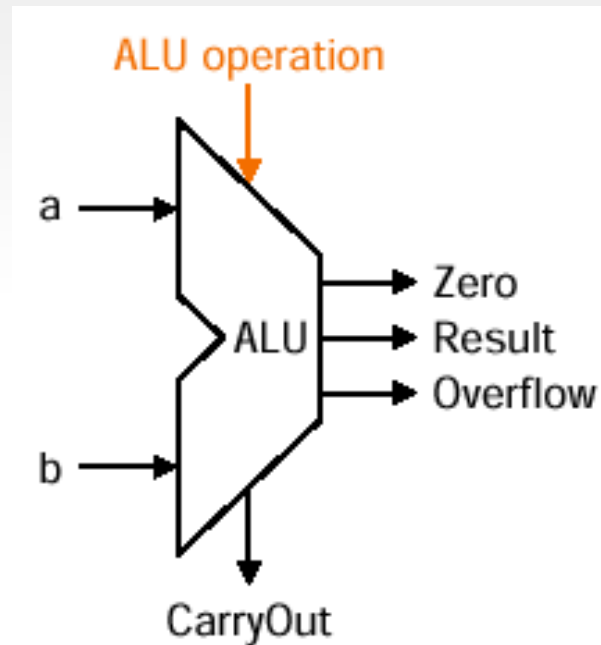 ALU operation
a
Zero
ALU
Result
Overflow
b
CarryOut